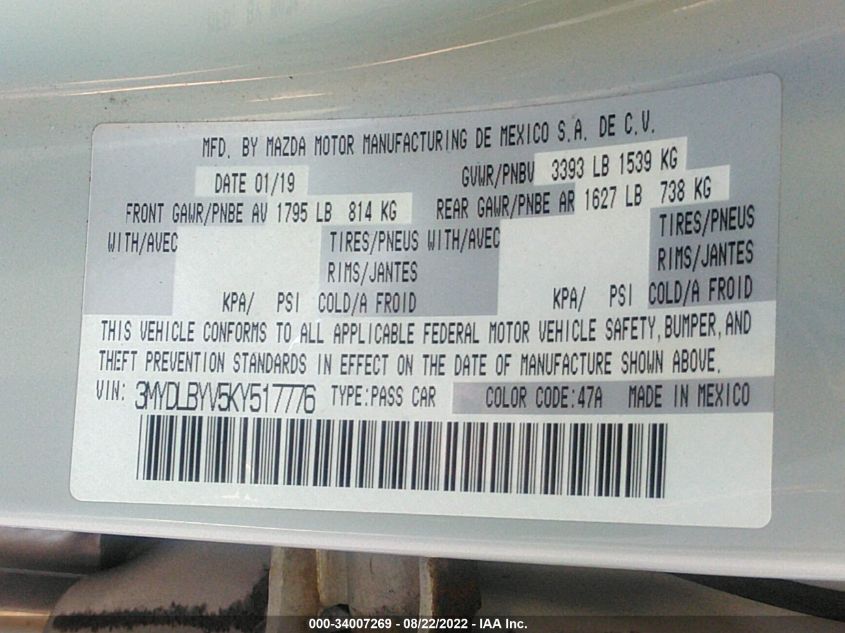 MFD. BY MAZDA MOTOR MANUFACTURING DE MEXICO S.A. DE C.V.
DATE 01/19 GVWR/PNBV 3393 LB 1539 KG
FRONT GAWR/PNBE AV 1795 LB 814 KG REAR GAWR/PNBE AR 1627 LB 738 KG
WITH/AVEC TIRES/PNEUS WITH/AVEC TIRES/PNEUS
RIMS/JANTES RIMS/JANTES
KPA/ PSI COLD/A FROID KPA/ PSI COLD/A FROID
THIS VEHICLE CONFORMS TO ALL APPLICABLE FEDERAL MOTOR VEHICLE SAFETY, BUMPER, AND
THEFT PREVENTION STANDARDS IN EFFECT ON THE DATE OF MANUFACTURE SHOWN ABOVE.
VIN: 3MYDLBYV5KY517776 TYPE:PASS CAR COLOR CODE:47A MADE IN MEXICO
000-34007269 - 08/22/2022 - IAA Inc.